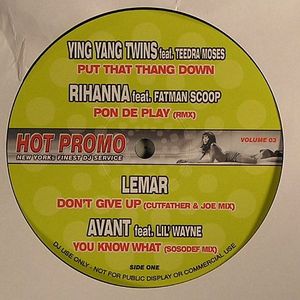 YING YANG TWINS feat. TEEDRA MOSES
PUT THAT THANG DOWN
RIHANNA feat. FATMAN SCOOP
PON DE PLAY (RMX)
HOT PROMO
NEW YORKs FINEST DJ SERVICE
VOLUME 03
LEMAR
DON'T GIVE UP (CUTFATHER & JOE MIX)
AVANT feat. LIL' WAYNE
YOU KNOW WHAT (SOSODEF MIX)
SIDE ONE
DJ USE ONLY - NOT FOR PUBLIC DISPLAY OR COMMERCIAL USE